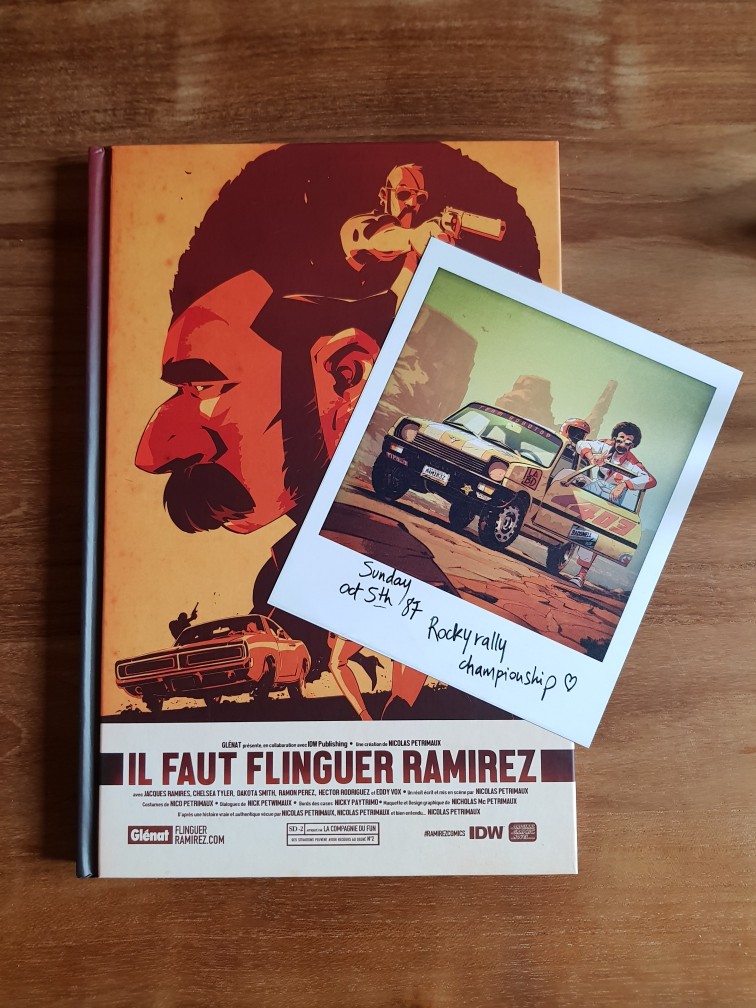 GLÉNAT présente, en collaboration avec IDW Publishing • Une création de NICOLAS PETRIMAUX
IL FAUT FLINGUER RAMIREZ
avec JACQUES RAMIRES, CHELSEA TYLER, DAKOTA SMITH, RAMON PEREZ, HECTOR RODRIGUEZ et EDDY VOX • Un récit écrit et mis en scène par NICOLAS PETRIMAUX
Costumes de NICO PETRIMAUX • Dialogues de NICK PETWIMAUX • Bords des cases NICKY PAYTRIMO • Maquette et Design graphique de NICHOLAS Mc PETRIMAUX
D'après une histoire vraie et authentique vécue par NICOLAS PETRIMAUX, NICOLAS PETRIMAUX et bien entendu... NICOLAS PETRIMAUX
Glénat
FLINGUER
RAMIREZ.COM
SD-2
LA COMPAGNIE DU FUN
#RAMIREZCOMICS
IDW
403
Sunday
oct 5th /87
Rocky rally
championship ♡